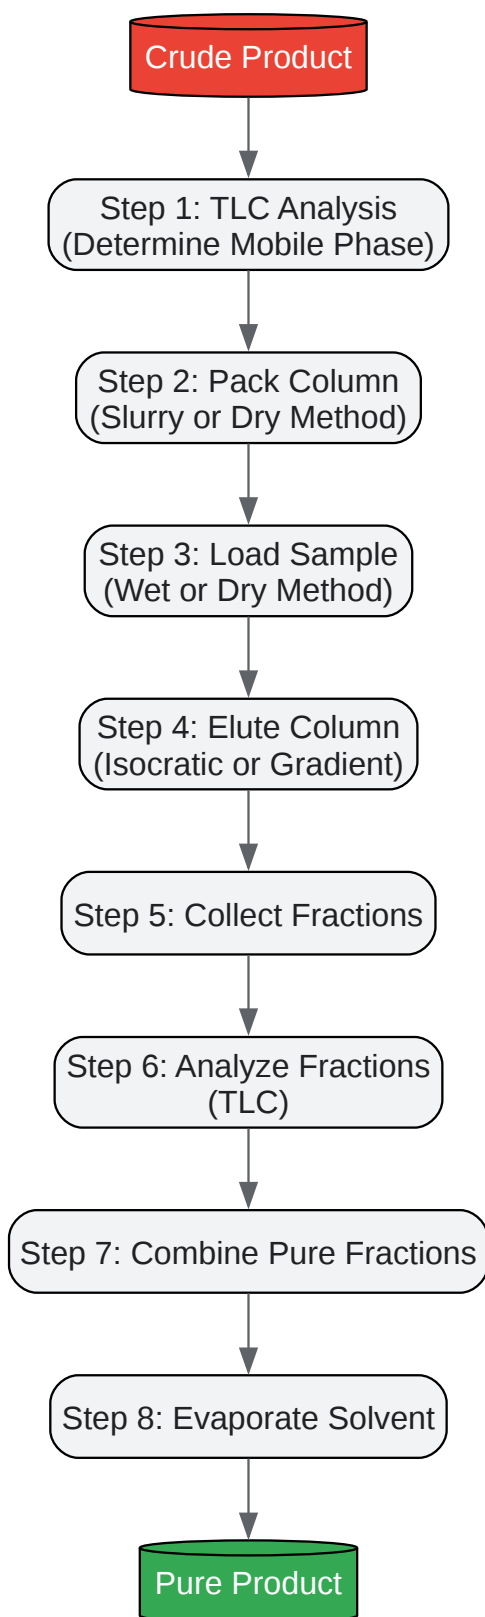 Crude Product
Step 1: TLC Analysis
(Determine Mobile Phase)
Step 2: Pack Column
(Slurry or Dry Method)
Step 3: Load Sample
(Wet or Dry Method)
Step 4: Elute Column
(Isocratic or Gradient)
Step 5: Collect Fractions
Step 6: Analyze Fractions
(TLC)
Step 7: Combine Pure Fractions
Step 8: Evaporate Solvent
Pure Product